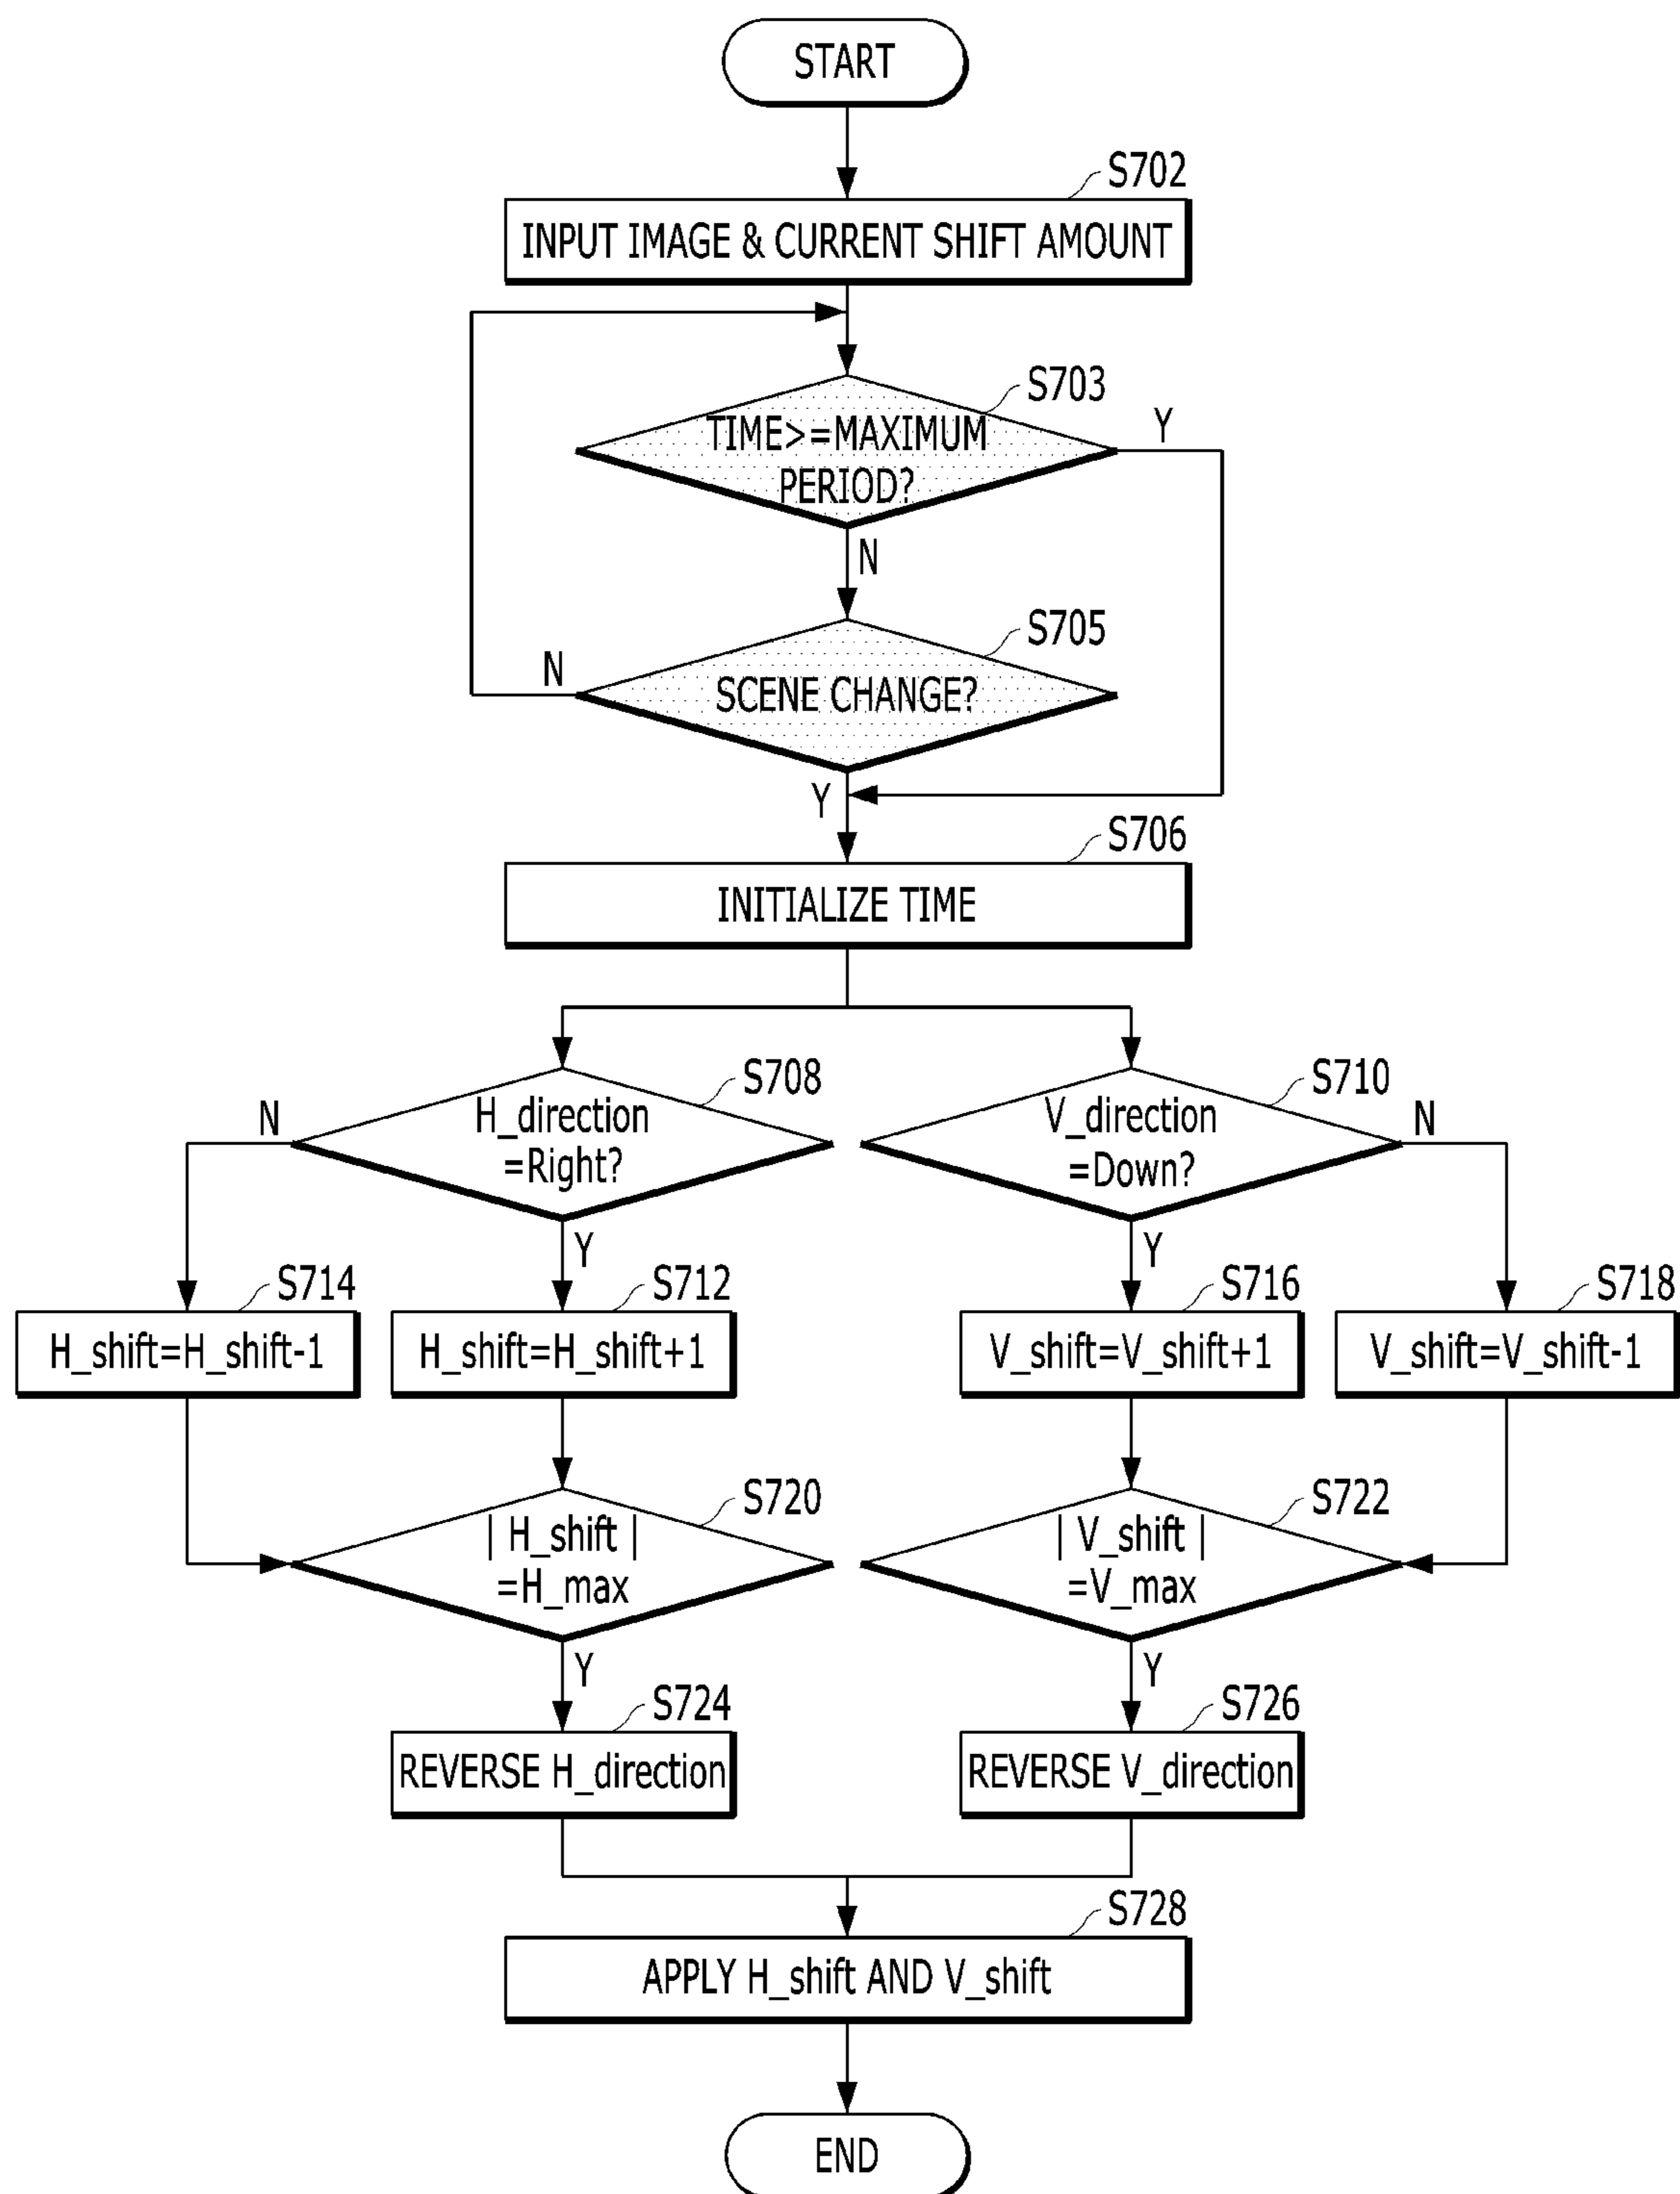 START
S702
INPUT IMAGE & CURRENT SHIFT AMOUNT
S703
TIME>=MAXIMUM
PERIOD?
Y
N
S705
SCENE CHANGE?
N
Y
S706
INITIALIZE TIME
S708
H_direction
=Right?
N
Y
S710
V_direction
=Down?
N
Y
S714
H_shift=H_shift-1
S712
H_shift=H_shift+1
S716
V_shift=V_shift+1
S718
V_shift=V_shift-1
S720
| H_shift |
=H_max
Y
S722
| V_shift |
=V_max
Y
S724
REVERSE H_direction
S726
REVERSE V_direction
S728
APPLY H_shift AND V_shift
END